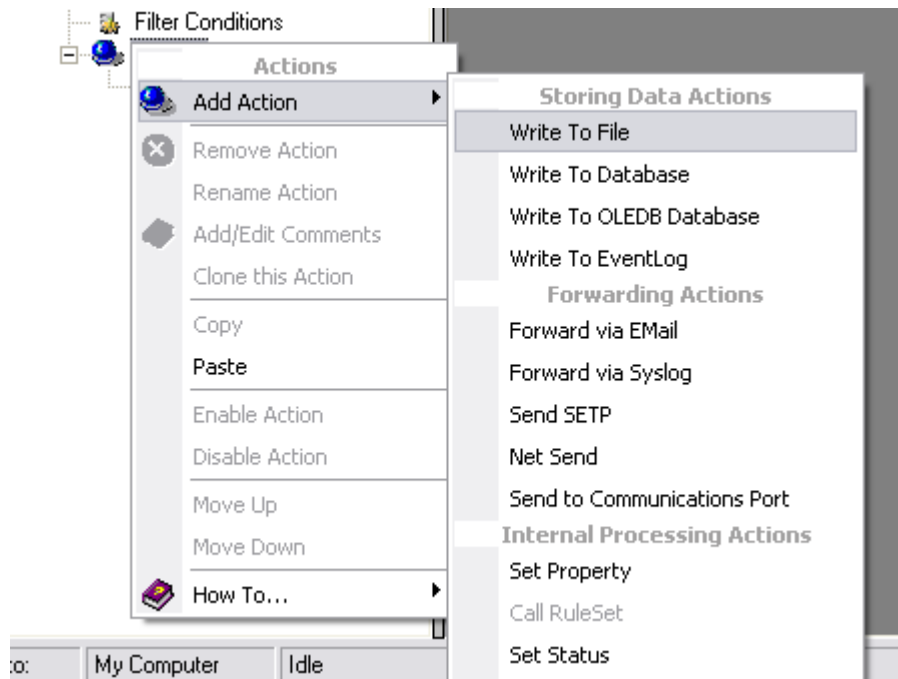 Filter Conditions
Actions
Add Action
Remove Action
Rename Action
Add/Edit Comments
Clone this Action
Copy
Paste
Enable Action
Disable Action
Move Up
Move Down
How To...
Storing Data Actions
Write To File
Write To Database
Write To OLEDB Database
Write To EventLog
Forwarding Actions
Forward via EMail
Forward via Syslog
Send SETP
Net Send
Send to Communications Port
Internal Processing Actions
Set Property
Call RuleSet
Set Status
to: My Computer Idle